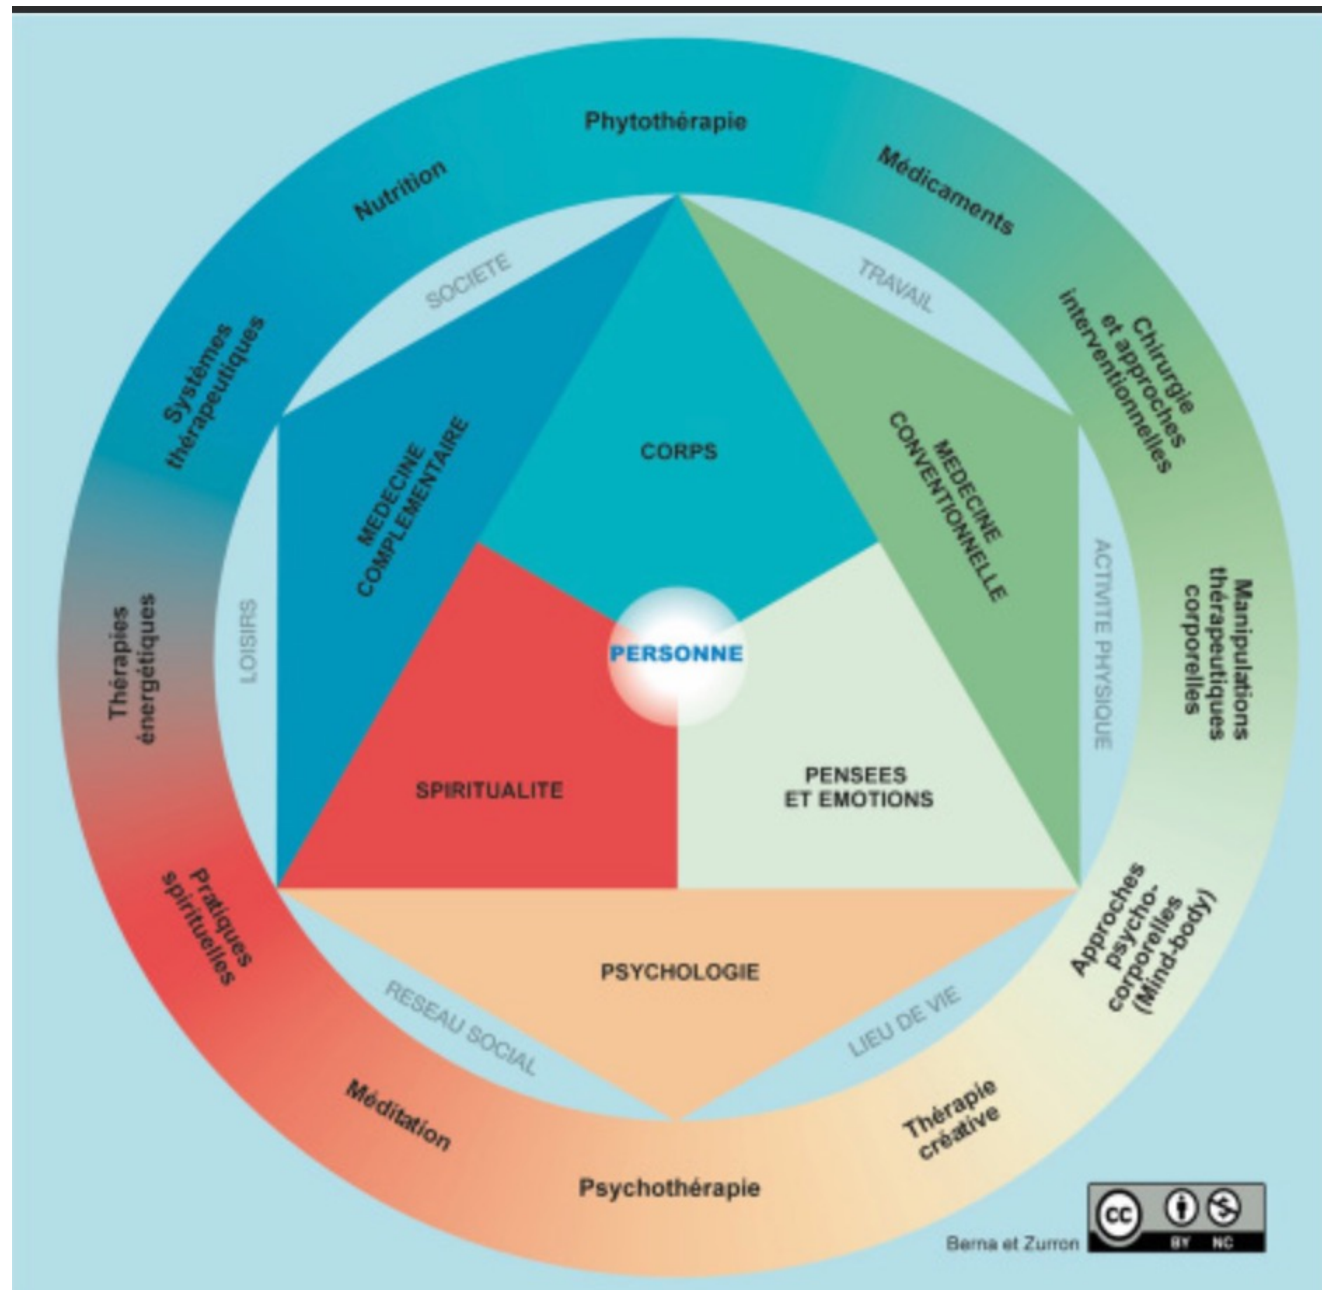 Phytothérapie
Nutrition
Médicaments
SOCIETE
TRAVAIL
Systèmes
thérapeutiques
Chirurgie
et approches
interventionnelles
MEDECINE
COMPLEMENTAIRE
CORPS
MEDECINE
CONVENTIONNELLE
Thérapies
énergétiques
LOISIRS
PERSONNE
ACTIVITE PHYSIQUE
Manipulations
thérapeutiques
corporelles
SPIRITUALITE
PENSEES
ET EMOTIONS
Pratiques
spirituelles
Approches
psycho-
corporelles
(Mind-body)
PSYCHOLOGIE
RESEAU SOCIAL
LIEU DE VIE
Méditation
Thérapie
créative
Psychothérapie
Berna et Zurron
cc
BY NC